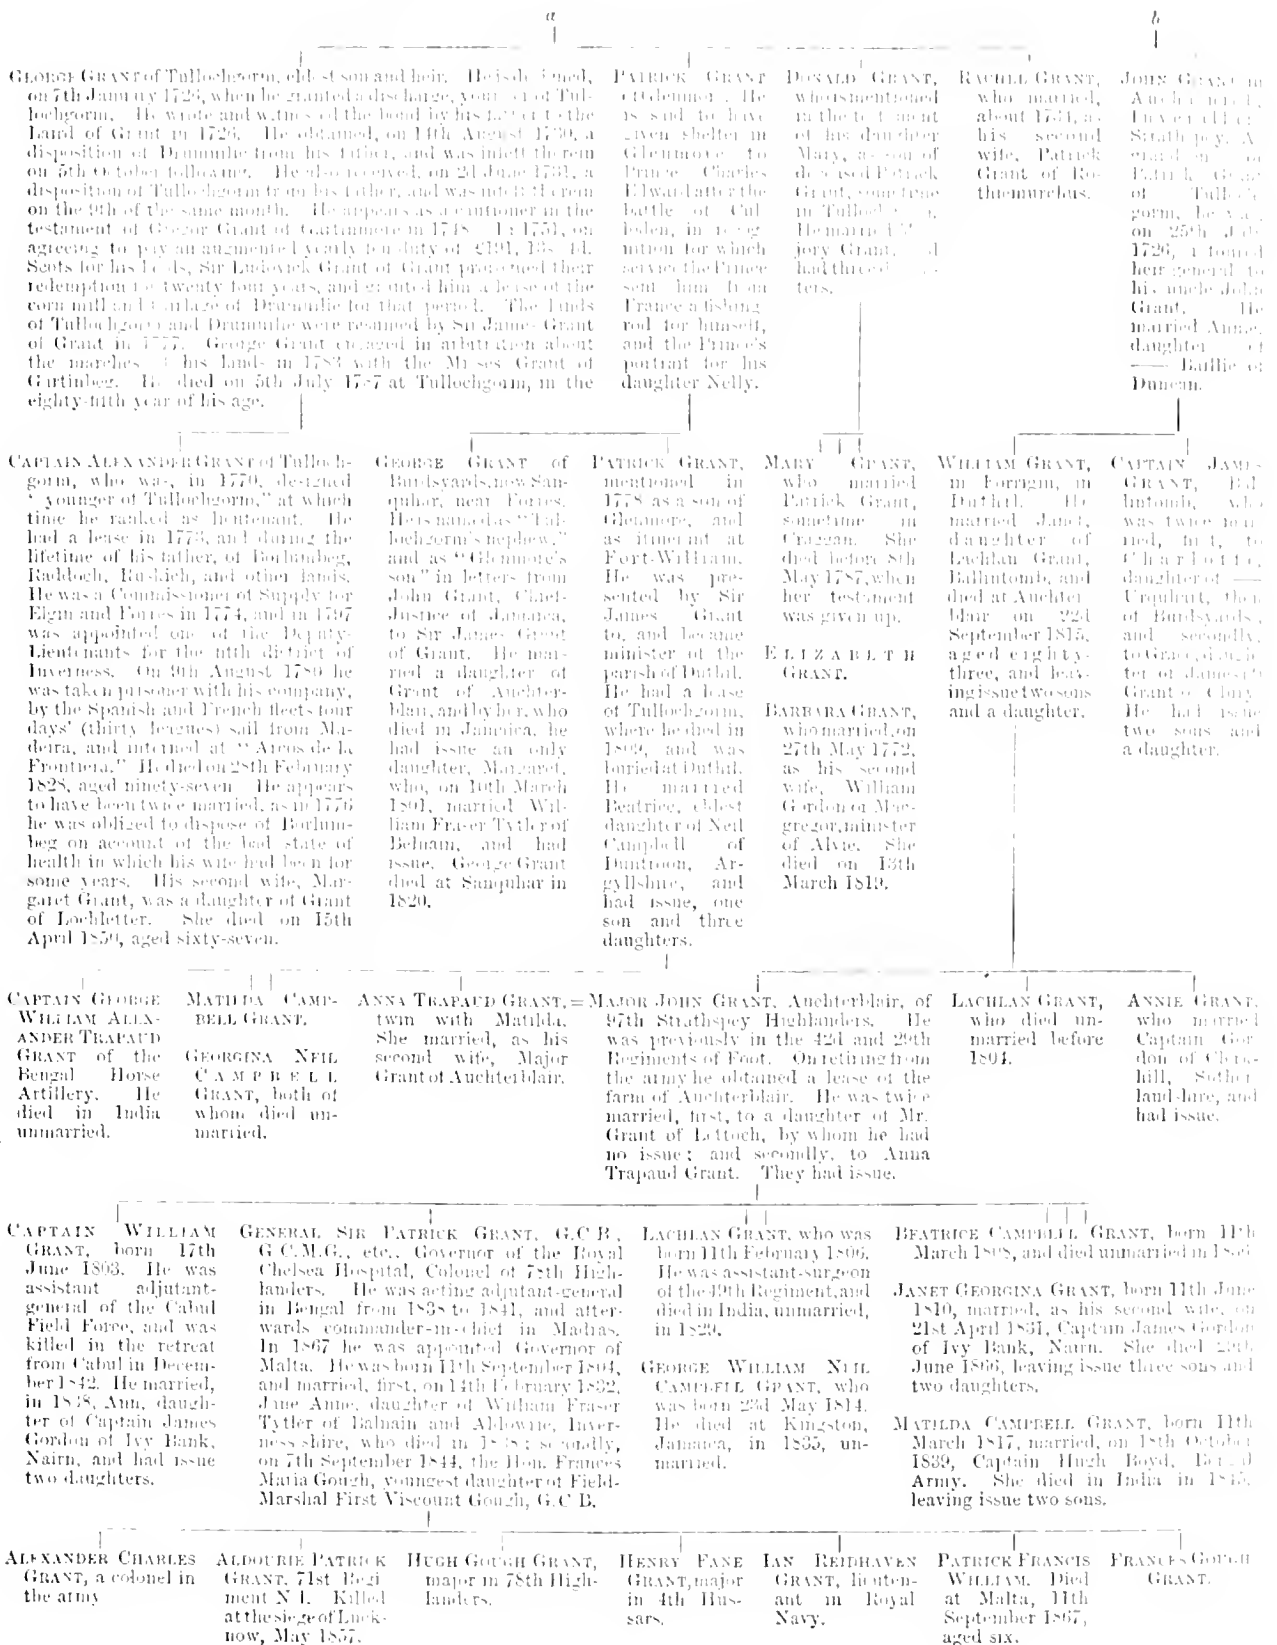 a
b
GEORGE GRANT of Tullochgorm, eldest son and heir. He is designed,
on 7th January 1726, when he granted a discharge, younger of Tul-
lochgorm. He wrote and witnessed the bond by his father to the
Laird of Grant in 1726. He obtained, on 14th August 1730, a
disposition of Drumuilie from his father, and was infeft therein
on 5th October following. He also received, on 2d June 1731, a
disposition of Tullochgorm from his father, and was infeft therein
on the 9th of the same month. He appears as a cautioner in the
testament of Gregor Grant of Gartinmore in 1748. In 1751, on
agreeing to pay an augmented yearly feu duty of £191, 13s. 4d.
Scots for his lands, Sir Ludovick Grant of Grant prorogued their
redemption for twenty four years, and granted him a lease of the
corn mill and of Drumuilie for that period. The lands
of Tullochgorm and Drumuilie were resumed by Sir James Grant
of Grant in 1777. George Grant engaged in arbitration about
the marches of his lands in 1783 with the Misses Grant of
Gartinbeg. He died on 5th July 1787 at Tullochgorm, in the
eighty-fifth year of his age.
PATRICK GRANT
of Glenmore. He
is said to have
given shelter in
Glenmore to
Prince Charles
Edward after the
battle of Cul-
loden, in recog-
nition for which
service the Prince
sent him from
France a fishing
rod for himself,
and the Prince's
portrait for his
daughter Nelly.
DONALD GRANT,
who is mentioned
in the testament
of his daughter
Mary, as son of
deceased Patrick
Grant, sometime
in Tullochgorm.
He married Mar-
jory Grant, and
had three daugh-
ters.
RACHEL GRANT,
who married,
about 1734, as
his second
wife, Patrick
Grant of Ro-
thiemurchus.
JOHN GRANT in
Auchterblair,
Inverallan,
Strathspey. A
grandson of
Patrick Grant
of Tulloch-
gorm, he was,
on 25th July
1726, returned
heir-general to
his uncle John
Grant. He
married Anne,
daughter of
—— Baillie of
Duncan.
CAPTAIN ALEXANDER GRANT of Tulloch-
gorm, who was, in 1770, designed
"younger of Tullochgorm," at which
time he ranked as lieutenant. He
had a lease in 1773, and during the
lifetime of his father, of Borlumbeg,
Raddogh, Ruskich, and other lands.
He was a Commissioner of Supply for
Elgin and Forres in 1774, and in 1797
was appointed one of the Deputy-
Lieutenants for the fifth district of
Inverness. On 9th August 1780 he
was taken prisoner with his company,
by the Spanish and French fleets four
days' (thirty leagues) sail from Ma-
deira, and interned at "Arcos de la
Frontiera." He died on 28th February
1828, aged ninety-seven. He appears
to have been twice married, as in 1776
he was obliged to dispose of Borlum-
beg on account of the bad state of
health in which his wife had been for
some years. His second wife, Mar-
garet Grant, was a daughter of Grant
of Lochletter. She died on 15th
April 1850, aged sixty-seven.
GEORGE GRANT of
Burdsyards, now San-
quhar, near Forres.
He is named as "Tul-
lochgorm's nephew,"
and as "Glenmore's
son" in letters from
John Grant, Chief-
Justice of Jamaica,
to Sir James Grant
of Grant. He mar-
ried a daughter of
Grant of Auchter-
blair, and by her, who
died in Jamaica, he
had issue an only
daughter, Margaret,
who, on 10th March
1801, married Wil-
liam Fraser Tytler of
Belnain, and had
issue. George Grant
died at Sanquhar in
1820.
PATRICK GRANT,
mentioned in
1778 as a son of
Glenmore, and
as itinerant at
Fort-William.
He was pre-
sented by Sir
James Grant
to, and became
minister of the
parish of Duthil.
He had a lease
of Tullochgorm,
where he died in
1809, and was
buried at Duthil.
He married
Beatrice, eldest
daughter of Neil
Campbell of
Duntroon, Ar-
gyllshire, and
had issue, one
son and three
daughters.
MARY GRANT,
who married
Patrick Grant,
sometime in
Craggan. She
died before 8th
May 1787, when
her testament
was given up.
ELIZABETH
GRANT.
BARBARA GRANT,
who married, on
27th May 1772,
as his second
wife, William
Gordon or Mac-
gregor, minister
of Alvie. She
died on 13th
March 1819.
WILLIAM GRANT,
in Forrigin, in
Duthil. He
married Janet,
daughter of
Lachlan Grant,
Ballintomb, and
died at Auchter-
blair on 22d
September 1815,
aged eighty-
three, and leav-
ing issue two sons
and a daughter.
CAPTAIN JAMES
GRANT, Bal-
lintomb, who
was twice mar-
ried, first, to
Charlotte,
daughter of ——
Urquhart, then
of Burdsyards,
and secondly,
to Grace, daugh-
ter of James
Grant of Cluny.
He had issue
two sons and
a daughter.
CAPTAIN GEORGE
WILLIAM ALEX-
ANDER TRAPAUD
GRANT of the
Bengal Horse
Artillery. He
died in India
unmarried.
MATILDA CAMP-
BELL GRANT.
GEORGINA NEIL
CAMPBELL
GRANT, both of
whom died un-
married.
ANNA TRAPAUD GRANT, =
twin with Matilda.
She married, as his
second wife, Major
Grant of Auchterblair.
MAJOR JOHN GRANT, Auchterblair, of
97th Strathspey Highlanders. He
was previously in the 42d and 29th
Regiments of Foot. On retiring from
the army he obtained a lease of the
farm of Auchterblair. He was twice
married, first, to a daughter of Mr.
Grant of Lettoch, by whom he had
no issue; and secondly, to Anna
Trapaud Grant. They had issue.
LACHLAN GRANT,
who died un-
married before
1804.
ANNIE GRANT,
who married
Captain Gor-
don of Clerk-
hill, Suther-
landshire, and
had issue.
CAPTAIN WILLIAM
GRANT, born 17th
June 1803. He was
assistant adjutant-
general of the Cabul
Field Force, and was
killed in the retreat
from Cabul in Decem-
ber 1842. He married,
in 1838, Ann, daugh-
ter of Captain James
Gordon of Ivy Bank,
Nairn, and had issue
two daughters.
GENERAL SIR PATRICK GRANT, G.C.B.,
G.C.M.G., etc., Governor of the Royal
Chelsea Hospital, Colonel of 78th High-
landers. He was acting adjutant-general
in Bengal from 1838 to 1841, and after-
wards commander-in-chief in Madras.
In 1867 he was appointed Governor of
Malta. He was born 11th September 1804,
and married, first, on 14th February 1832,
Jane Anne, daughter of William Fraser
Tytler of Balnain and Aldowrie, Inver-
ness-shire, who died in 1838; secondly,
on 7th September 1844, the Hon. Frances
Maria Gough, youngest daughter of Field-
Marshal First Viscount Gough, G.C.B.
LACHLAN GRANT, who was
born 11th February 1806.
He was assistant-surgeon
of the 49th Regiment, and
died in India, unmarried,
in 1829.
GEORGE WILLIAM NEIL
CAMPBELL GRANT, who
was born 23d May 1814.
He died at Kingston,
Jamaica, in 1835, un-
married.
BEATRICE CAMPBELL GRANT, born 11th
March 1808, and died unmarried in
JANET GEORGINA GRANT, born 11th June
1810, married, as his second wife, on
21st April 1831, Captain James Gordon
of Ivy Bank, Nairn. She died
June 1866, leaving issue three sons and
two daughters.
MATILDA CAMPBELL GRANT, born 11th
March 1817, married, on 18th October
1839, Captain Hugh Boyd, Bengal
Army. She died in India in 1845,
leaving issue two sons.
ALEXANDER CHARLES
GRANT, a colonel in
the army
ALDOURIE PATRICK
GRANT, 71st Regi-
ment N I. Killed
at the siege of Luck-
now, May 1857.
HUGH GOUGH GRANT,
major in 78th High-
landers.
HENRY FANE
GRANT, major
in 4th Hus-
sars.
IAN REIDHAVEN
GRANT, lieuten-
ant in Royal
Navy.
PATRICK FRANCIS
WILLIAM. Died
at Malta, 11th
September 1867,
aged six.
FRANCES GOUGH
GRANT.